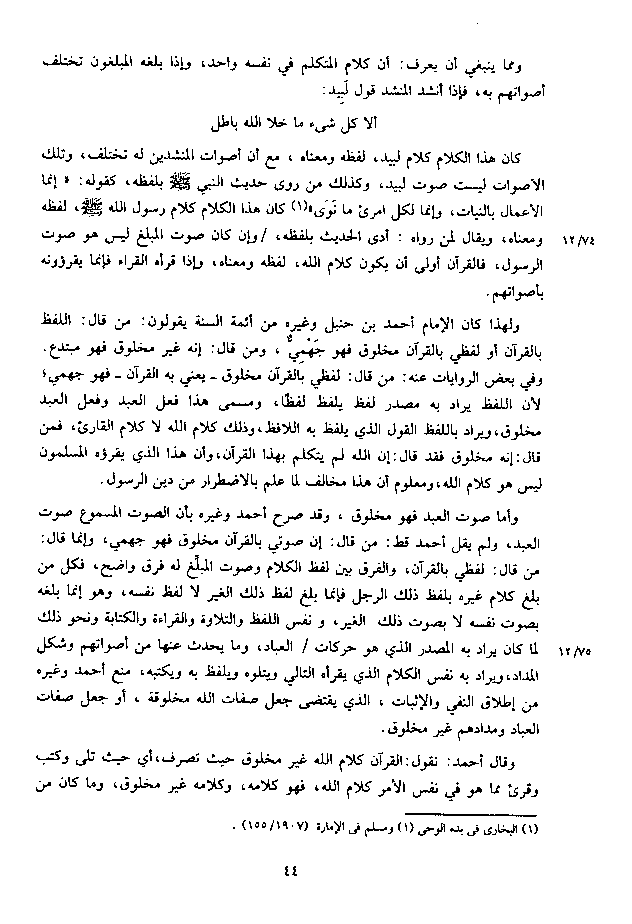 ومما ينبغي أن يعرف: أن كلام المتكلم في نفسه واحد، وإذا بلغه المبلغون تختلف
أصواتهم به، فإذا أنشد المنشد قول لَبِيد:
ألا كل شىء ما خلا الله باطل
كان هذا الكلام كلام لبيد، لفظه ومعناه ، مع أن أصوات المنشدين له تختلف، وتلك
الأصوات ليست صوت لبيد، وكذلك من روى حديث النبي ﷺ بلفظه، كقوله: « إنما
الأعمال بالنيات، وإنما لكل امرئ ما نَوَى»(١) كان هذا الكلام كلام رسول الله ﷺ، لفظه
١٢/٧٤ ومعناه، ويقال لمن رواه : أدى الحديث بلفظه، /وإن كان صوت المبلغ ليس هو صوت
الرسول، فالقرآن أولى أن يكون كلام الله، لفظه ومعناه، وإذا قرأه القراء فإنما يقرؤونه
بأصواتهم.
ولهذا كان الإمام أحمد بن حنبل وغيره من أئمة السنة يقولون: من قال: اللفظ
بالقرآن أو لفظي بالقرآن مخلوق فهو جَهْمِيٌّ ، ومن قال: إنه غير مخلوق فهو مبتدع.
وفي بعض الروايات عنه: من قال: لفظي بالقرآن مخلوق ـ يعني به القرآن ـ فهو جهمي؛
لأن اللفظ يراد به مصدر لفظ يلفظ لفظًا، ومسمى هذا فعل العبد وفعل العبد
مخلوق،ويراد باللفظ القول الذي يلفظ به اللافظ،وذلك كلام الله لا كلام القارئ، فمن
قال:إنه مخلوق فقد قال:إن الله لم يتكلم بهذا القرآن،وأن هذا الذي يقرؤه المسلمون
ليس هو كلام الله،ومعلوم أن هذا مخالف لما علم بالاضطرار من دين الرسول.
وأما صوت العبد فهو مخلوق ، وقد صرح أحمد وغيره بأن الصوت المسموع صوت
العبد، ولم يقل أحمد قط: من قال: إن صوتي بالقرآن مخلوق فهو جهمي، وإنما قال:
من قال: لفظي بالقرآن، والفرق بين لفظ الكلام وصوت المبلِّغ له فرق واضح، فكل من
بلغ كلام غيره بلفظ ذلك الرجل فإنما بلغ لفظ ذلك الغير لا لفظ نفسه، وهو إنما بلغه
بصوت نفسه لا بصوت ذلك الغير، و نفس اللفظ والتلاوة والقراءة والكتابة ونحو ذلك
١٢/٧٥ لما كان يراد به المصدر الذي هو حركات / العباد، وما يحدث عنها من أصواتهم وشكل
المداد،ويراد به نفس الكلام الذي يقرأه التالي ويتلوه ويلفظ به ويكتبه، منع أحمد وغيره
من إطلاق النفي والإثبات ، الذي يقتضى جعل صفات الله مخلوقة ، أو جعل صفات
العباد ومدادهم غير مخلوق.
وقال أحمد: نقول:القرآن كلام الله غير مخلوق حيث تصرف،أي حيث تلى وكتب
وقرئ مما هو في نفس الأمر كلام الله، فهو كلامه، وكلامه غير مخلوق، وما كان من
(١) البخارى فى بدء الوحى (١) ومسلم فى الإمارة (١٥٥/١٩٠٧) .
٤٤